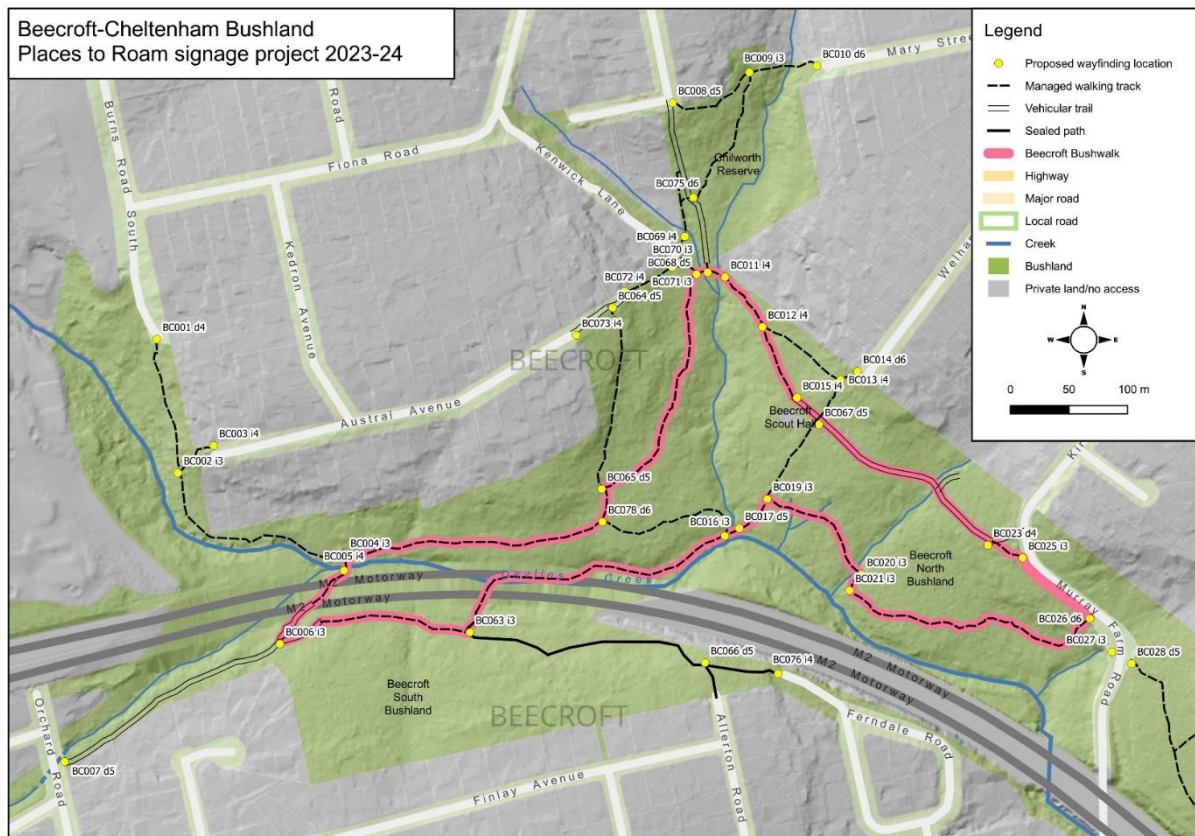 Beecroft-Cheltenham Bushland
Places to Roam signage project 2023-24
Legend
Proposed wayfinding location
Managed walking track
Vehicular trail
Sealed path
Beecroft Bushwalk
Highway
Major road
Local road
Creek
Bushland
Private land/no access
N
W
E
S
0
50
100 m
BC009 i3
BC010 d6
Mary Stree
BC008 d5
Road
Burns Road South
Fiona Road
Kenwick Lane
Chilworth
Reserve
BC075 d6
BC069 i4
BC070 i3
BC068 d5
BC011 i4
BC071 i3
BC072 i4
BC064 d5
BC073 i4
Kedron Avenue
Welha
BC012 i4
BC001 d4
BEECROFT
BC014 d6
BC013 i4
BC015 i4
BC067 d5
Beecroft
Scout Hall
Austral Avenue
BC003 i4
BC002 i3
BC065 d5
BC078 d6
BC019 i3
BC017 d5
BC016 i3
BC023 d4
BC025 i3
Kir
BC004 i3
BC005 i4
M2 Motorway
M2 Motorway
Devlins Creek
BC020 i3
BC021 i3
Beecroft
North
Bushland
Murray Farm Road
BC026 d6
BC027 i3
BC028 d5
BC006 i3
BC063 i3
BC066 d5
BC076 i4
M2 Motorway
M2 Motorway
Beecroft
South
Bushland
BEECROFT
Orchard Road
BC007 d5
Finlay Avenue
Allerton Road
Ferndale Road